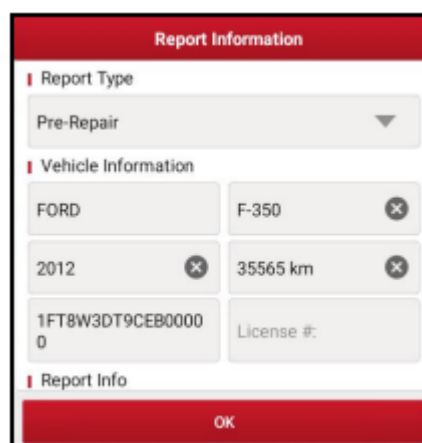 Report Information
Report Type
Pre-Repair
Vehicle Information
FORD
F-350
2012
35565 km
1FT8W3DT9CEB0000
0
License #:
Report Info
OK